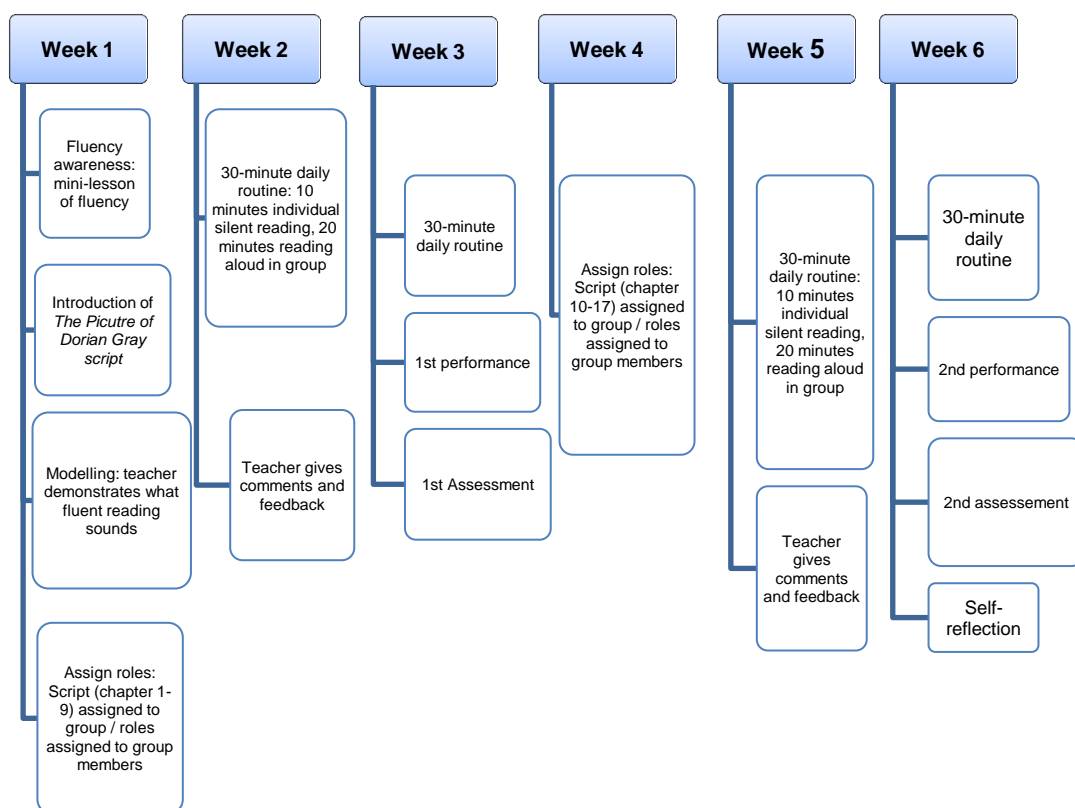 Week 1
Fluency
awareness:
mini-lesson
of fluency
Introduction of
The Picutre of
Dorian Gray
script
Modelling: teacher
demonstrates what
fluent reading
sounds
Assign roles:
Script (chapter 1-
9) assigned to
group / roles
assigned to group
members
Week 2
30-minute daily
routine: 10
minutes individual
silent reading, 20
minutes reading
aloud in group
Teacher gives
comments and
feedback
Week 3
30-minute
daily routine
1st performance
1st Assessment
Week 4
Assign roles:
Script (chapter
10-17) assigned to
group / roles
assigned to group
members
Week 5
30-minute daily
routine: 10
minutes
individual
silent reading,
20 minutes
reading aloud
in group
Teacher
gives
comments
and feedback
Week 6
30-minute
daily
routine
2nd performance
2nd assessement
Self-
reflection